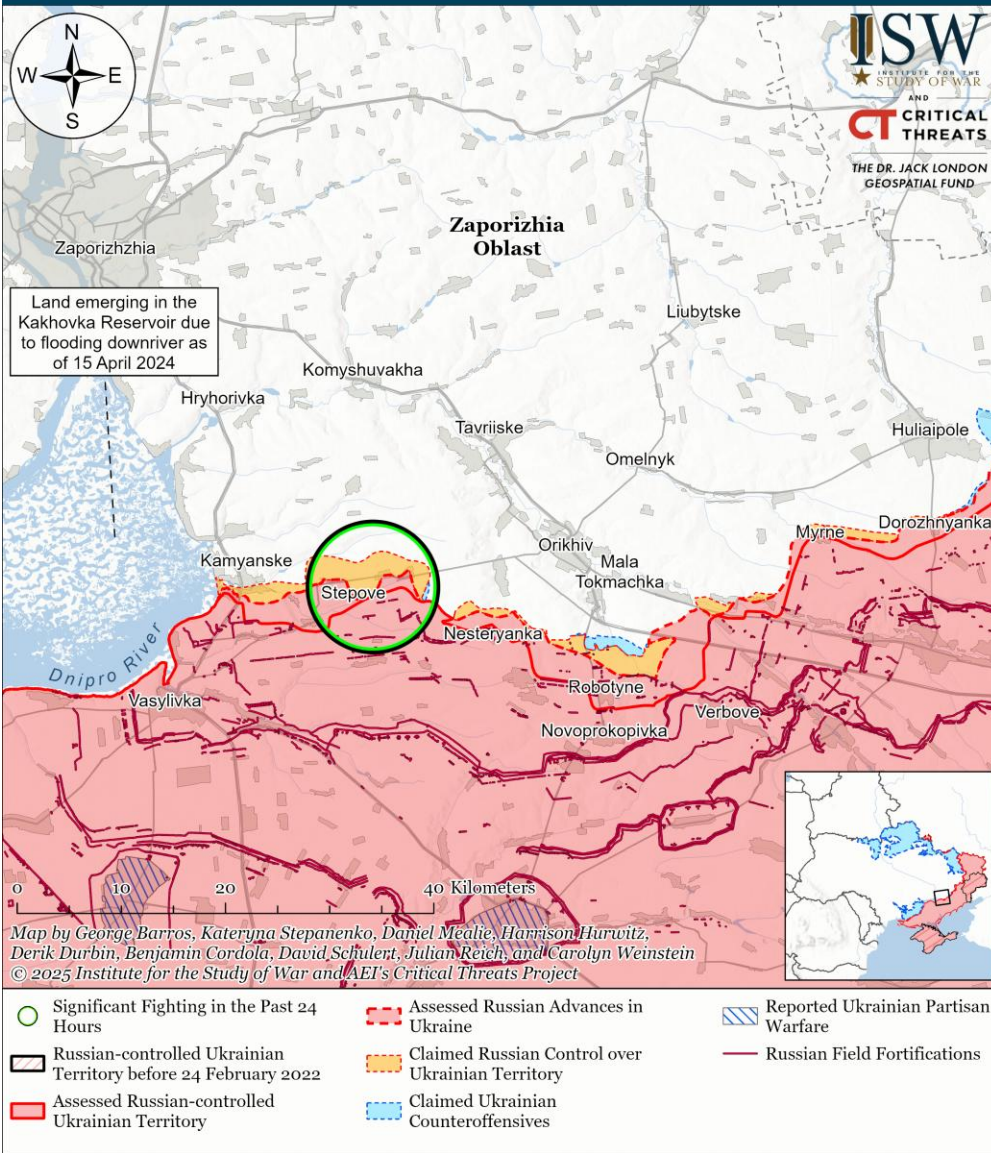 N
W
E
S
ISW
INSTITUTE FOR THE
STUDY OF WAR
AND
CT CRITICAL
THREATS
THE DR. JACK LONDON
GEOSPATIAL FUND
Zaporizhia
Oblast
Zaporizhzhia
Land emerging in the
Kakhovka Reservoir due
to flooding downriver as
of 15 April 2024
Liubytske
Komyshuvakha
Hryhorivka
Tavriiske
Huliaipole
Omelnyk
Dorozhnyanka
Myrne
Orikhiv
Kamyanske
Mala
Tokmachka
Stepove
Nesteryanka
Dnipro River
Robotyne
Vasylivka
Verbove
Novoprokopivka
0 10 20 40 Kilometers
Map by George Barros, Kateryna Stepanenko, Daniel Mealie, Harrison Hurwitz,
Derik Durbin, Benjamin Cordola, David Schulert, Julian Reich, and Carolyn Weinstein
© 2025 Institute for the Study of War and AEI's Critical Threats Project
Significant Fighting in the Past 24
Hours
Russian-controlled Ukrainian
Territory before 24 February 2022
Assessed Russian-controlled
Ukrainian Territory
Assessed Russian Advances in
Ukraine
Claimed Russian Control over
Ukrainian Territory
Claimed Ukrainian
Counteroffensives
Reported Ukrainian Partisan
Warfare
Russian Field Fortifications